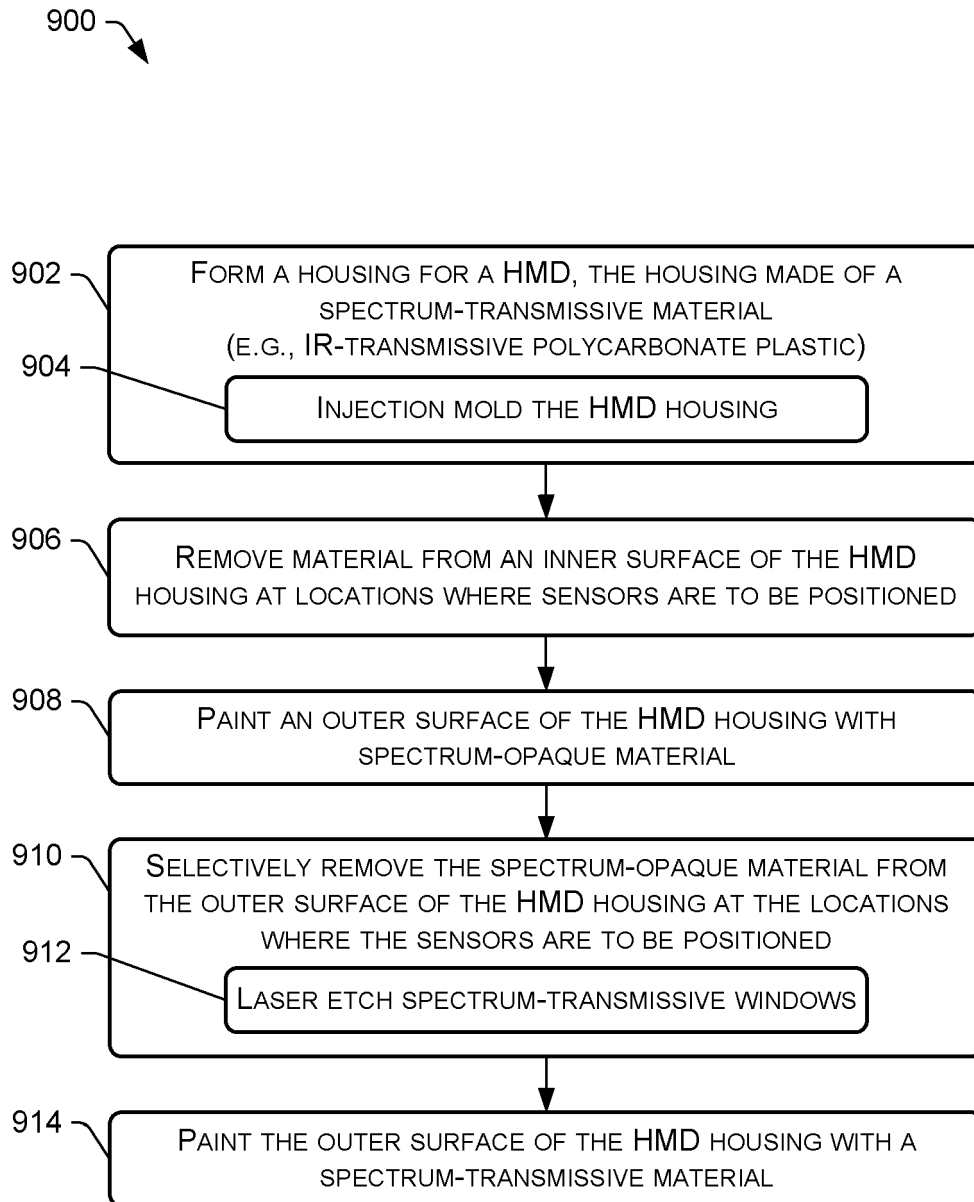 900
902
FORM A HOUSING FOR A HMD, THE HOUSING MADE OF A
SPECTRUM-TRANSMISSIVE MATERIAL
(E.G., IR-TRANSMISSIVE POLYCARBONATE PLASTIC)
904
INJECTION MOLD THE HMD HOUSING
906
REMOVE MATERIAL FROM AN INNER SURFACE OF THE HMD
HOUSING AT LOCATIONS WHERE SENSORS ARE TO BE POSITIONED
908
PAINT AN OUTER SURFACE OF THE HMD HOUSING WITH
SPECTRUM-OPAQUE MATERIAL
910
SELECTIVELY REMOVE THE SPECTRUM-OPAQUE MATERIAL FROM
THE OUTER SURFACE OF THE HMD HOUSING AT THE LOCATIONS
WHERE THE SENSORS ARE TO BE POSITIONED
912
LASER ETCH SPECTRUM-TRANSMISSIVE WINDOWS
914
PAINT THE OUTER SURFACE OF THE HMD HOUSING WITH A
SPECTRUM-TRANSMISSIVE MATERIAL